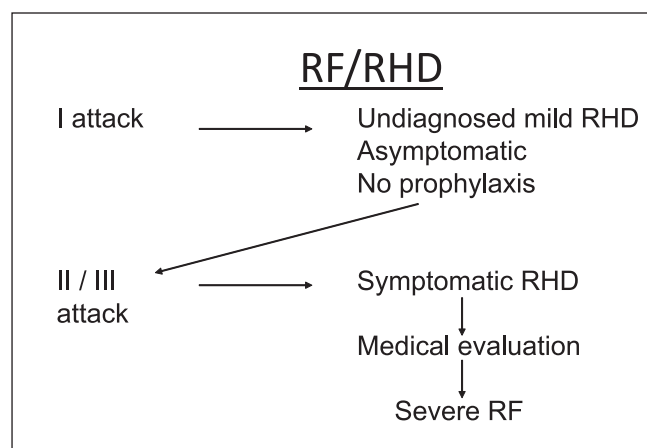 RF/RHD
I attack
Undiagnosed mild RHD
Asymptomatic
No prophylaxis
II / III
attack
Symptomatic RHD
Medical evaluation
Severe RF